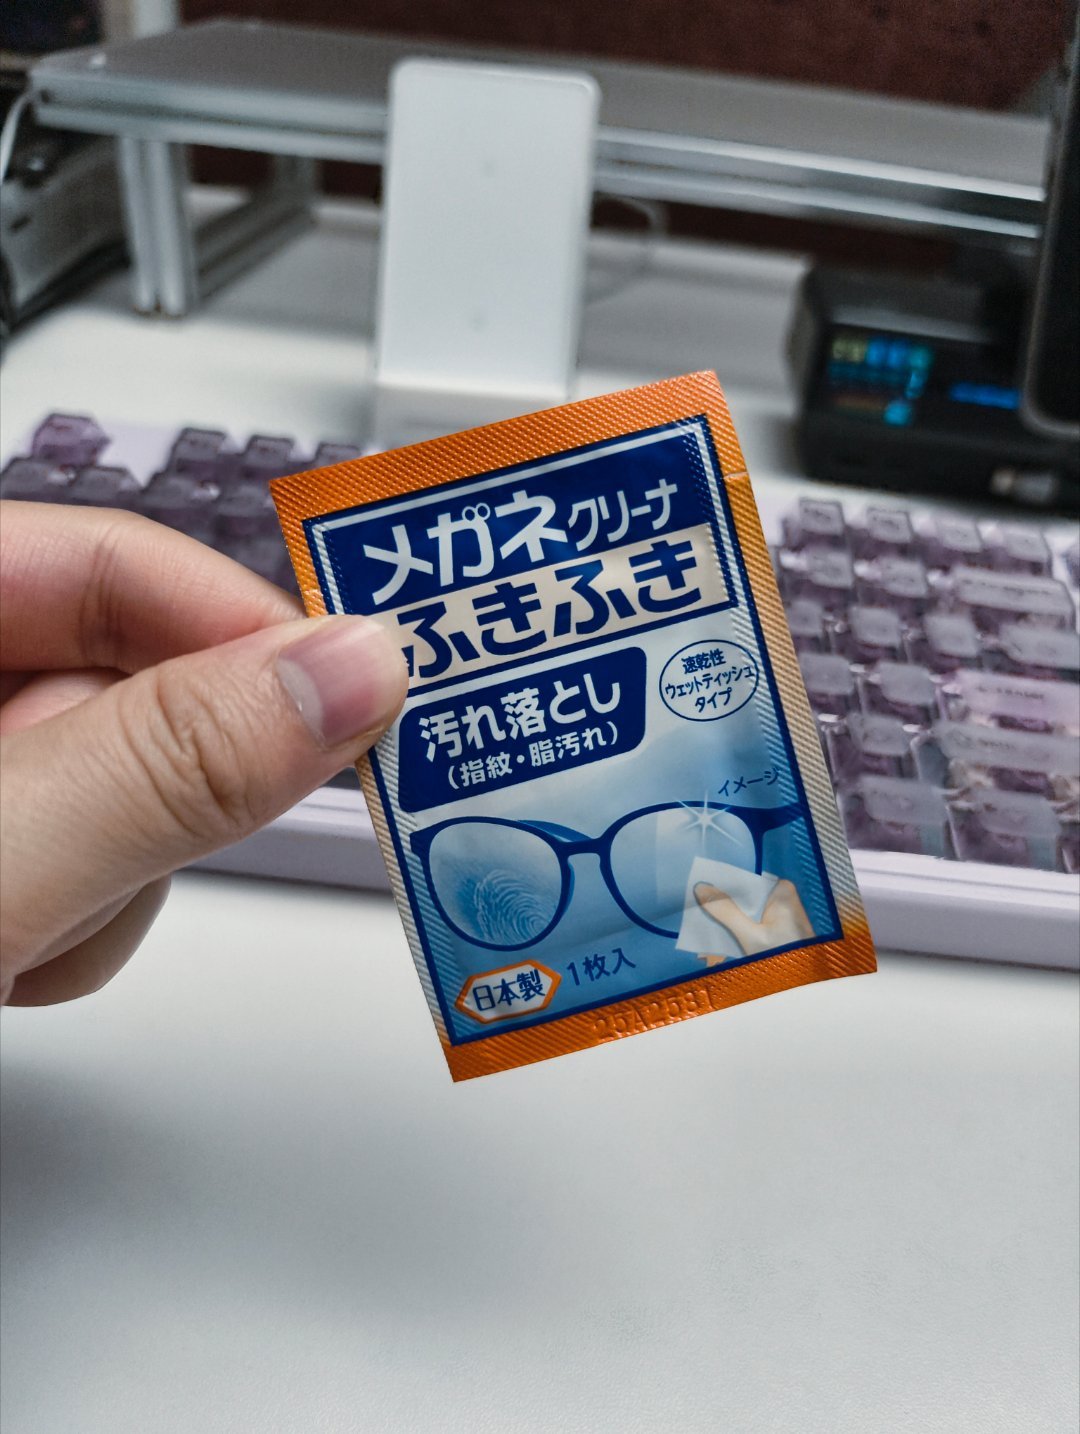 メガネクリーナ
ふきふき
速乾性
ウェットティッシュ
タイプ
汚れ落とし
(指紋・脂汚れ)
イメージ
日本製
1枚入